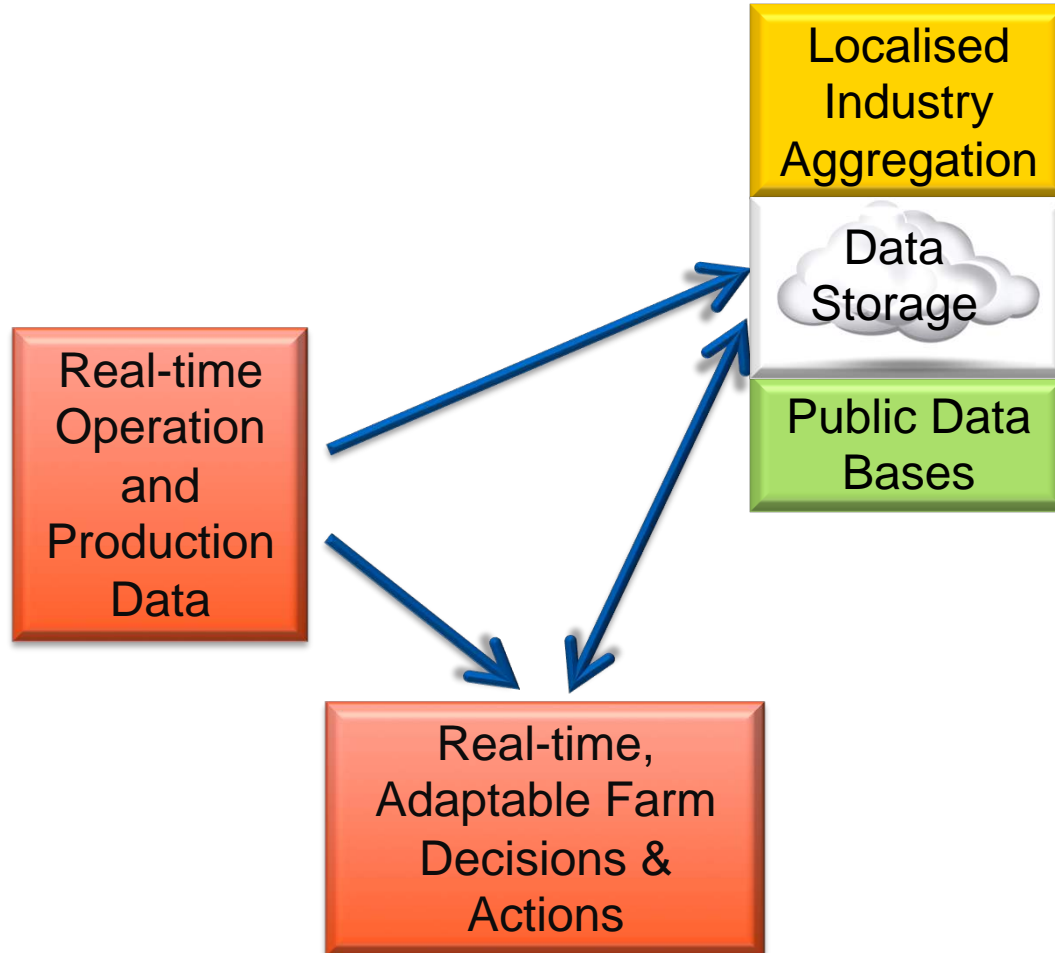 Localised
Industry
Aggregation
Data
Storage
Public Data
Bases
Real-time
Operation
and
Production
Data
Real-time,
Adaptable Farm
Decisions &
Actions